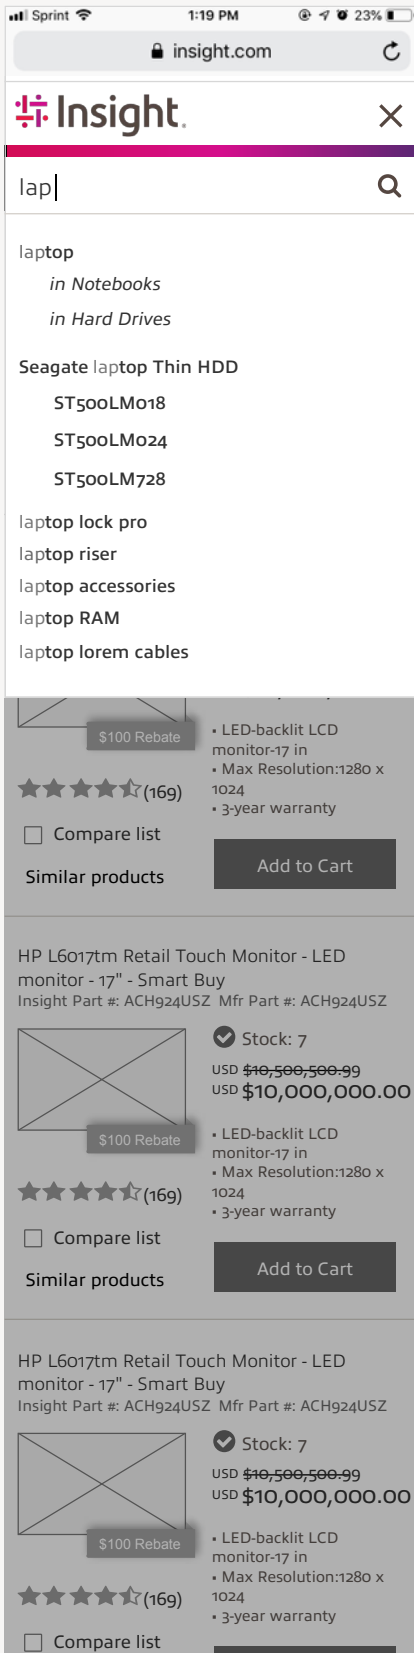 Sprint 1:19 PM 23%
insight.com
Insight.
lap
laptop
in Notebooks
in Hard Drives
Seagate laptop Thin HDD
ST500LM018
ST500LM024
ST500LM728
laptop lock pro
laptop riser
laptop accessories
laptop RAM
laptop lorem cables
$100 Rebate
• LED-backlit LCD
monitor-17 in
• Max Resolution:1280 x
1024
• 3-year warranty
(169)
Compare list
Add to Cart
Similar products
HP L6017tm Retail Touch Monitor - LED
monitor - 17" - Smart Buy
Insight Part #: ACH924USZ Mfr Part #: ACH924USZ
Stock: 7
USD $10,500,500.99
USD $10,000,000.00
$100 Rebate
• LED-backlit LCD
monitor-17 in
• Max Resolution:1280 x
1024
• 3-year warranty
(169)
Compare list
Add to Cart
Similar products
HP L6017tm Retail Touch Monitor - LED
monitor - 17" - Smart Buy
Insight Part #: ACH924USZ Mfr Part #: ACH924USZ
Stock: 7
USD $10,500,500.99
USD $10,000,000.00
$100 Rebate
• LED-backlit LCD
monitor-17 in
• Max Resolution:1280 x
1024
• 3-year warranty
(169)
Compare list